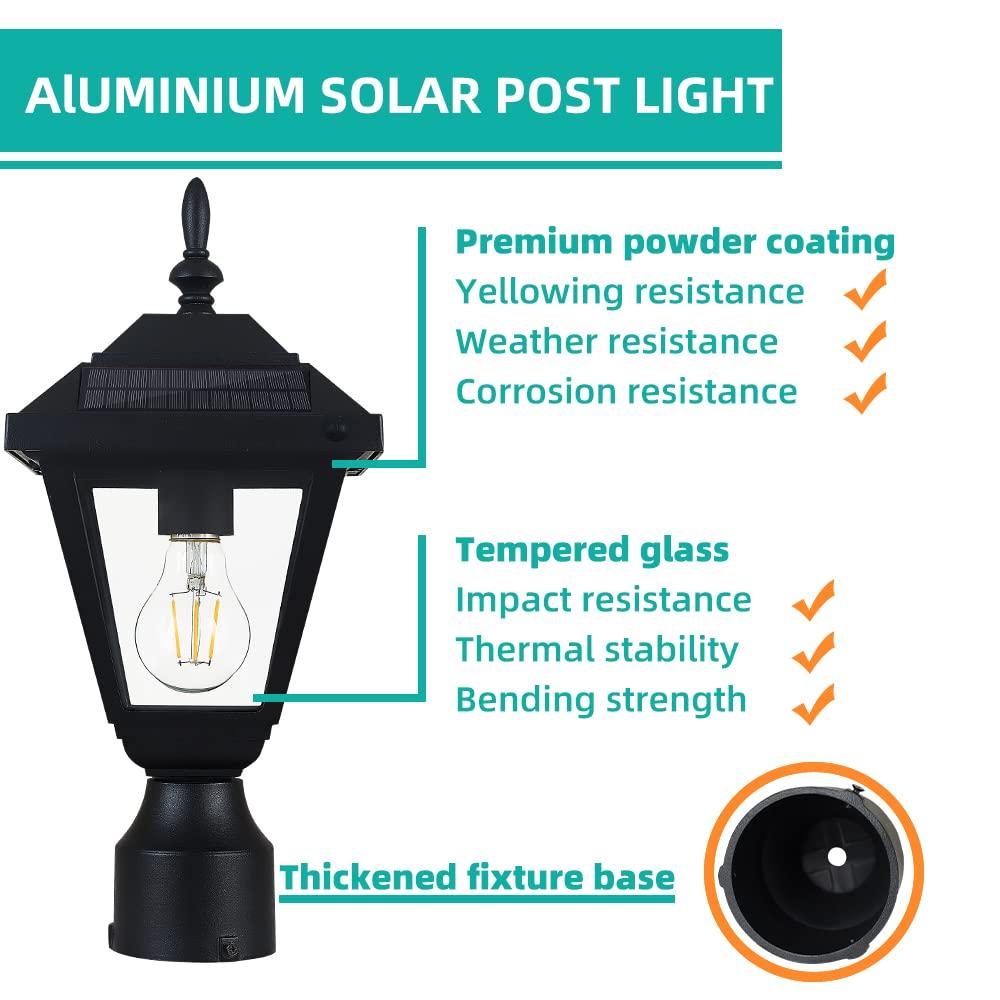 AlUMINIUM SOLAR POST LIGHT
Premium powder coating
Yellowing resistance
Weather resistance
Corrosion resistance
Tempered glass
Impact resistance
Thermal stability
Bending strength
Thickened fixture base